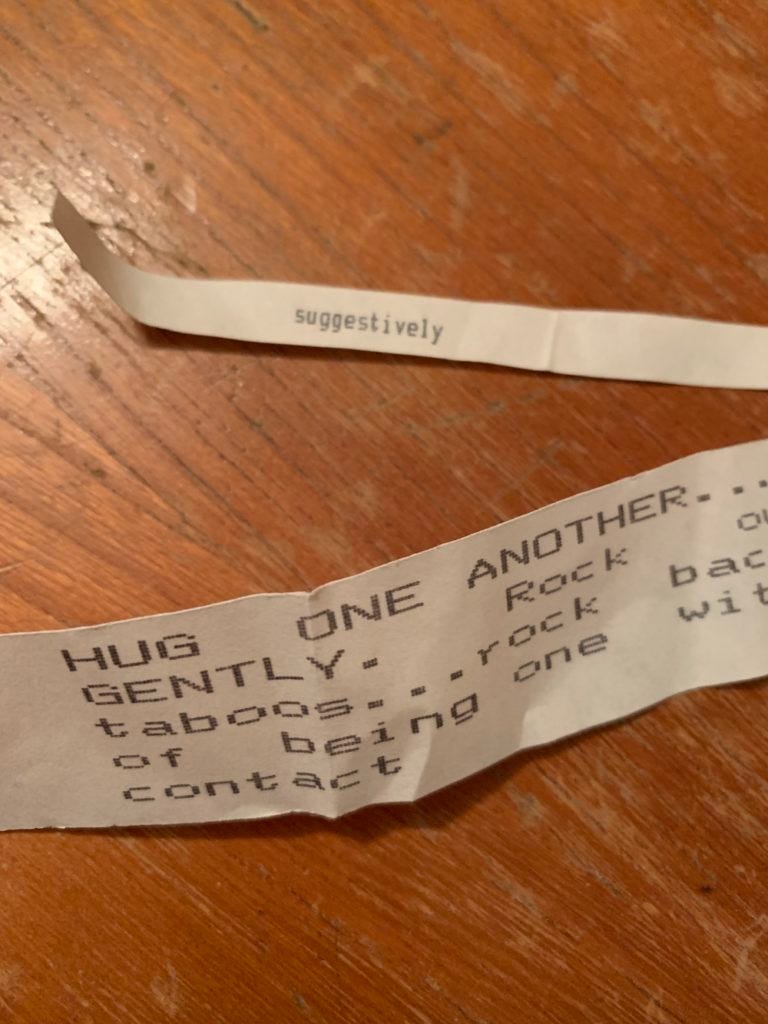 suggestively
HUG ONE ANOTHER...
GENTLY. Rock
taboos...rock
of being one
contact